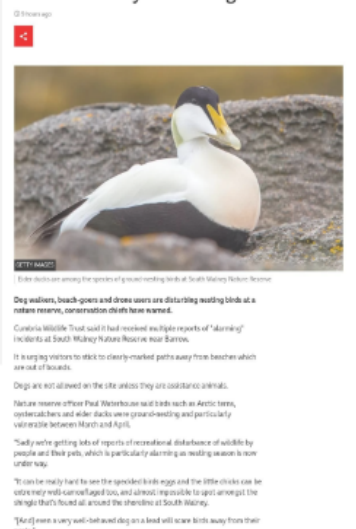 GETTY IMAGES
Eider ducks are among the species of ground-nesting birds at South Walney Nature Reserve
Dog walkers, beach-goers and drone users are disturbing nesting birds at a
nature reserve, conservation chiefs have warned.
Cumbria Wildlife Trust said it had received multiple reports of "alarming"
incidents at South Walney Nature Reserve near Barrow.
It is urging visitors to stick to clearly-marked paths away from beaches which
are out of bounds.
Dogs are not allowed on the site unless they are assistance animals.
Nature reserve officer Paul Waterhouse said birds such as Arctic terns,
oystercatchers and eider ducks were ground-nesting and particularly
vulnerable between March and April.
"Sadly we're getting lots of reports of recreational disturbance of wildlife by
people and their pets, which is particularly alarming as nesting season is now
under way.
"It can be really hard to see the speckled birds eggs and the little chicks can be
extremely well-camouflaged too, and almost impossible to spot amongst the
shingle that's found all around the shoreline at South Walney.
"[And] even a very well-behaved dog on a lead will scare birds away from their